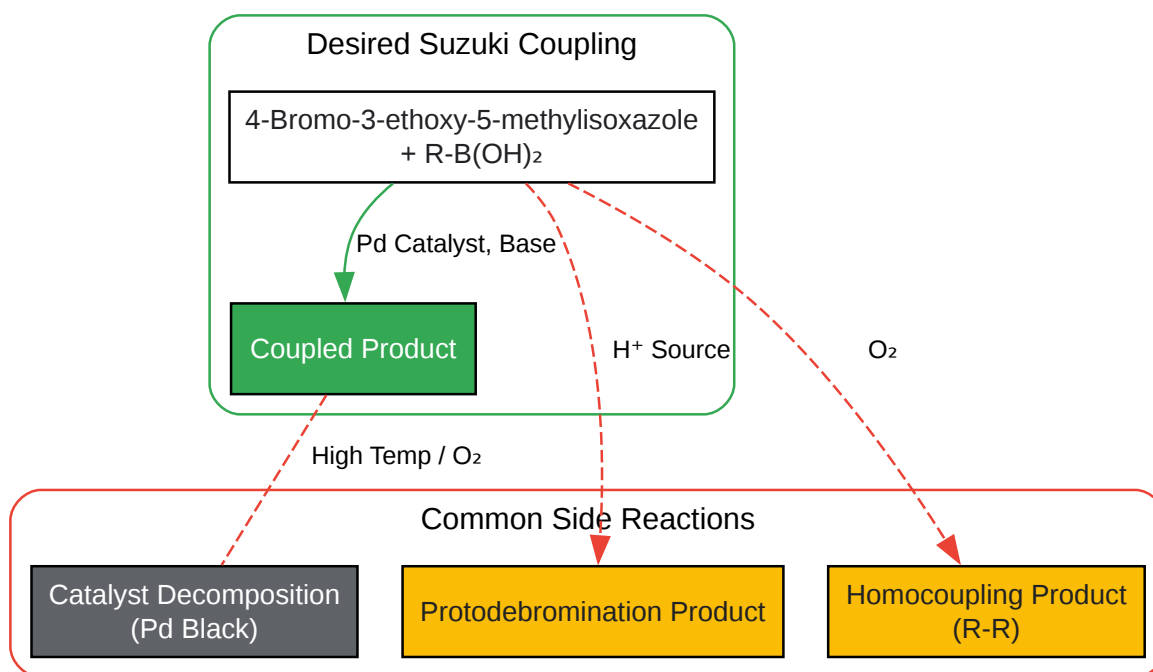 Desired Suzuki Coupling
4-Bromo-3-ethoxy-5-methylisoxazole
+ R-B(OH)₂
Pd Catalyst, Base
Coupled Product
H⁺ Source
O₂
High Temp / O₂
Common Side Reactions
Catalyst Decomposition
(Pd Black)
Protodebromination Product
Homocoupling Product
(R-R)